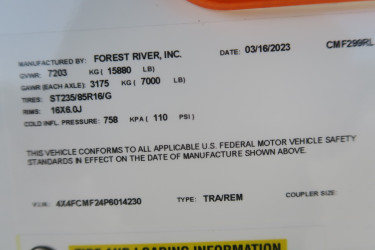 MANUFACTURED BY: FOREST RIVER, INC. DATE: 03/16/2023 CMF299RL
GVWR: 7203 KG ( 15880 LB)
GAWR (EACH AXLE): 3175 KG ( 7000 LB)
TIRES: ST235/85R16/G
RIMS: 16X6.0J
COLD INFL. PRESSURE: 758 KPA ( 110 PSI )
THIS VEHICLE CONFORMS TO ALL APPLICABLE U.S. FEDERAL MOTOR VEHICLE SAFETY
STANDARDS IN EFFECT ON THE DATE OF MANUFACTURE SHOWN ABOVE.
V.I.N.: 4X4FCMF24P6014230 TYPE: TRA/REM COUPLER SIZE:
TIRE AND LOADING INFORMATION